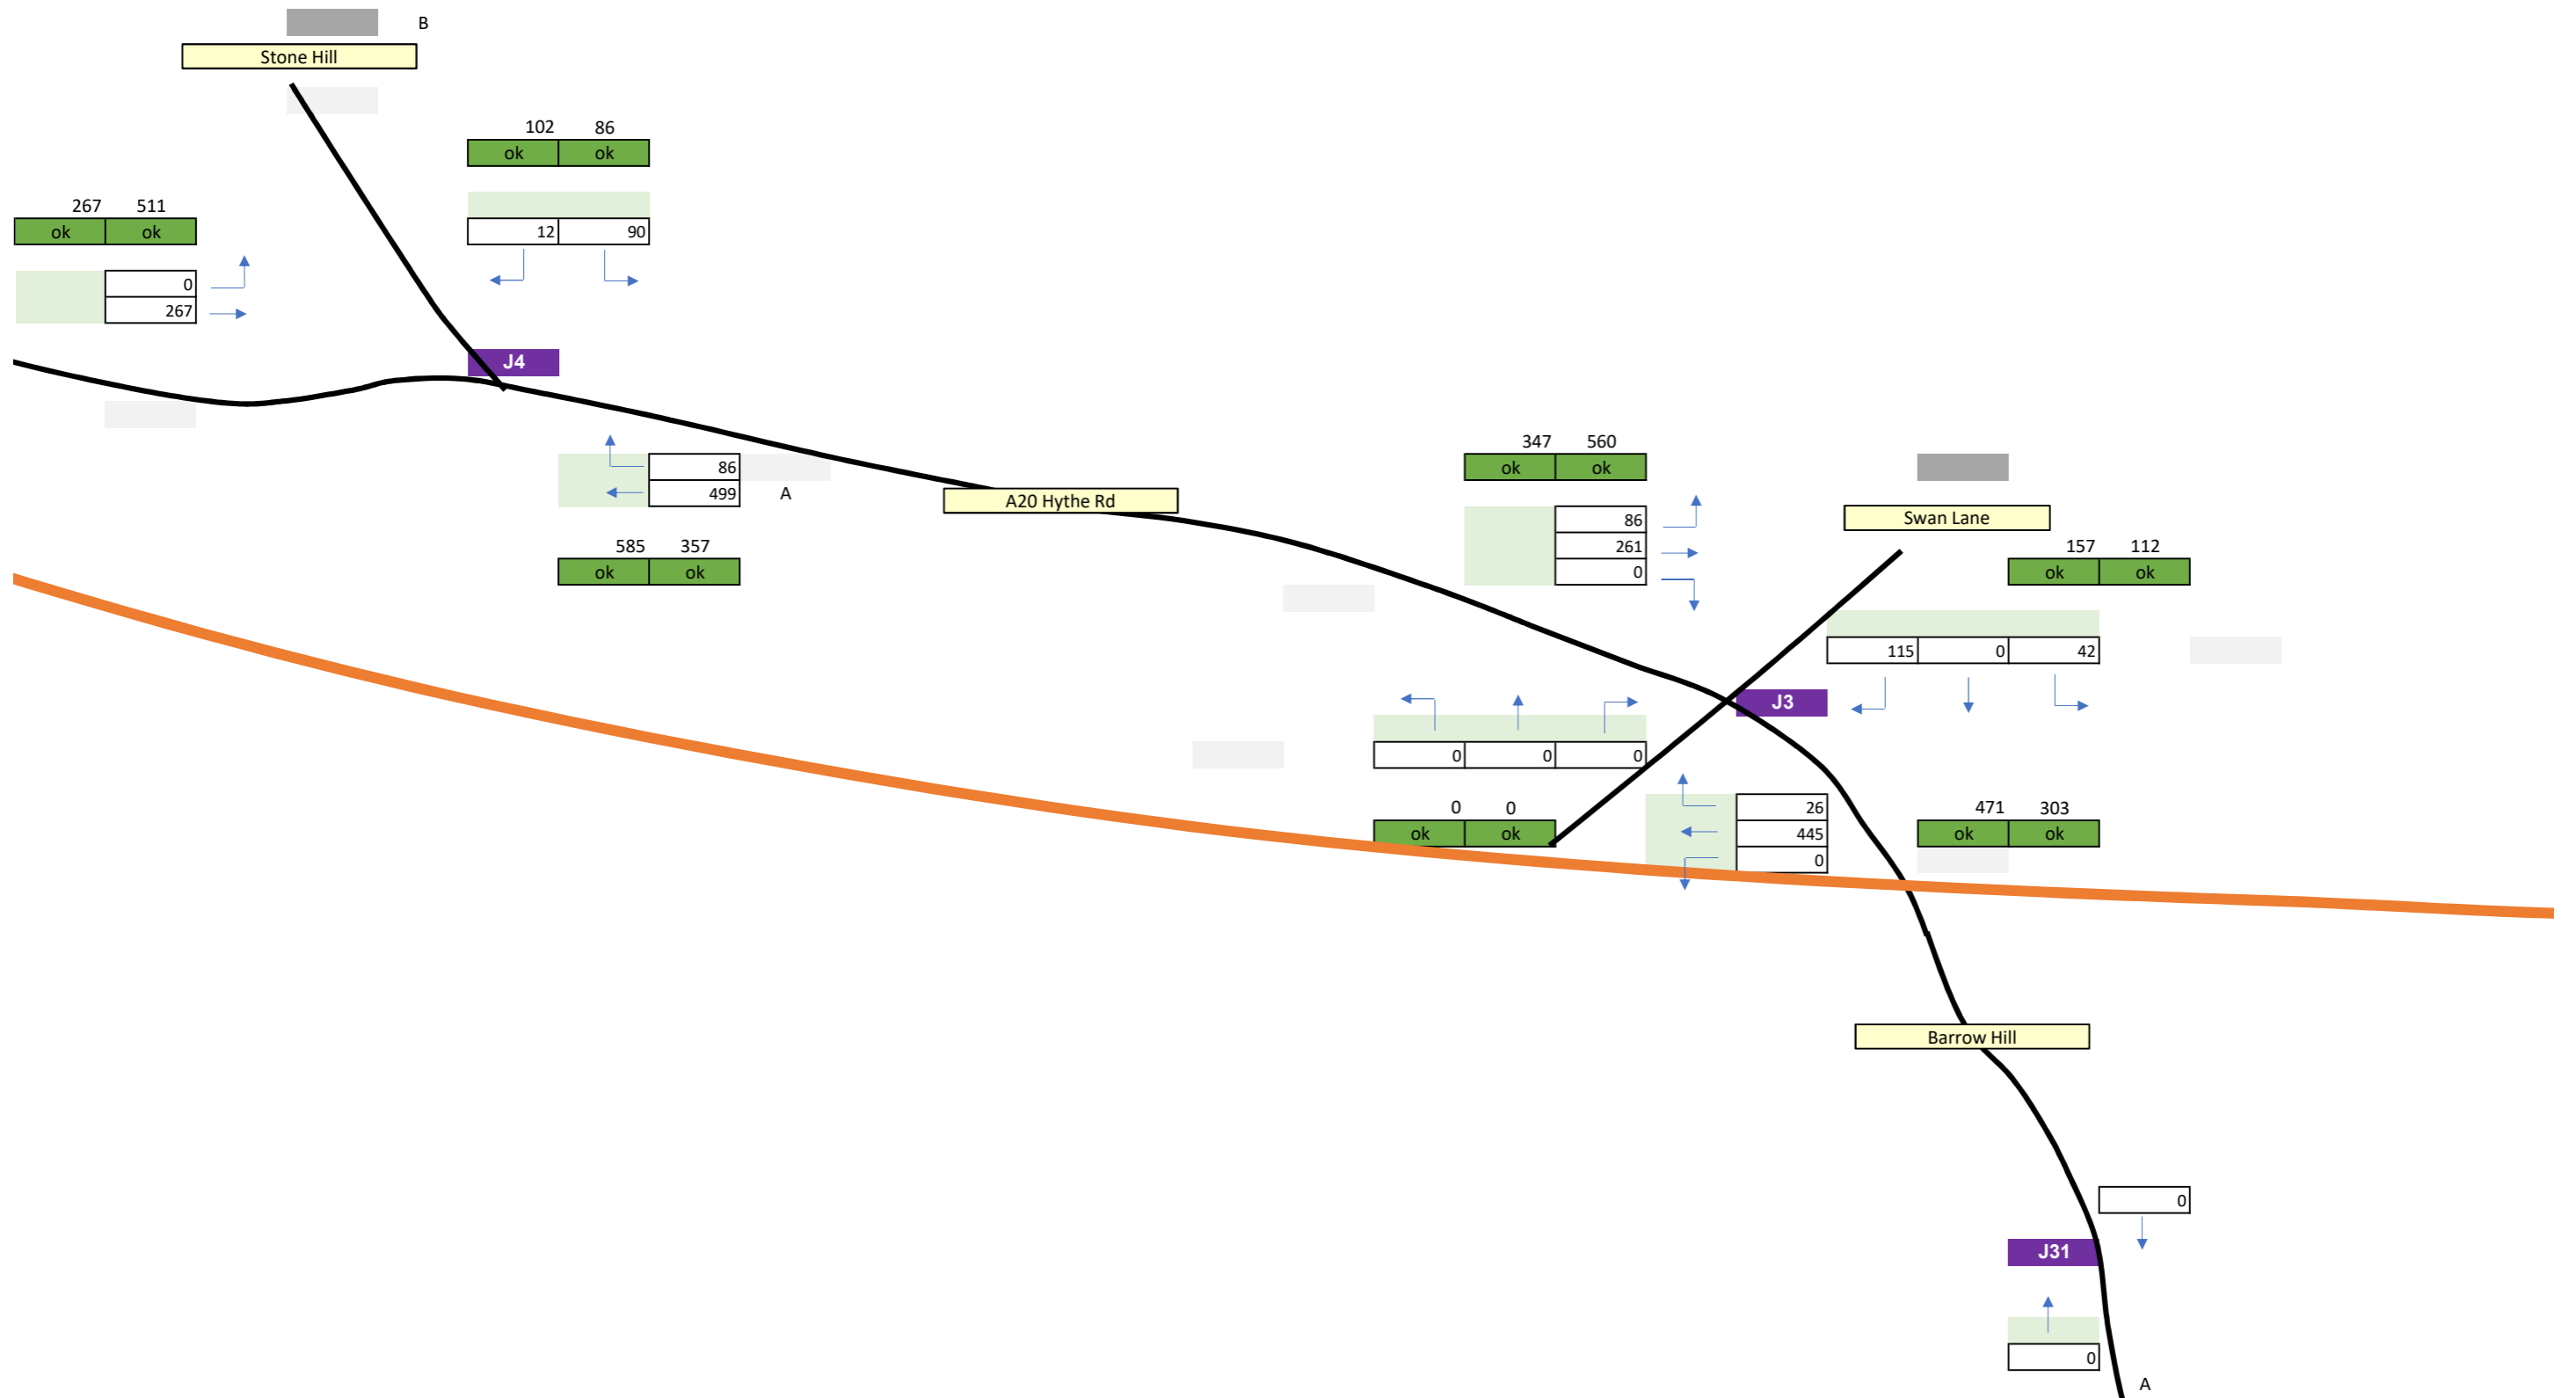 B
Stone Hill
102 86
ok ok
267 511
ok ok
12 90
0
267
J4
347 560
ok ok
86
499 A
A20 Hythe Rd
86
261
0
Swan Lane
585 357
ok ok
157 112
ok ok
115 0 42
J3
0 0 0
0 0
ok ok
26
445
0
471 303
ok ok
Barrow Hill
0
J31
0
A